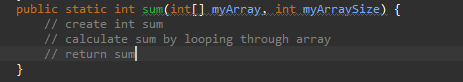 public static int sum(int[] myArray, int myArraySize) {
    // create int sum
    // calculate sum by looping through array
    // return sum
}